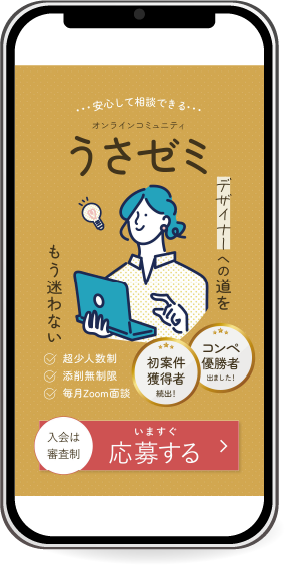 ・・・安心して相談できる・・・
オンラインコミュニティ
うさゼミ
デザイナーへの道を
もう迷わない
超少人数制
添削無制限
毎月Zoom面談
初案件
獲得者
続出!
コンペ
優勝者
出ました!
入会は
審査制
いますぐ
応募する